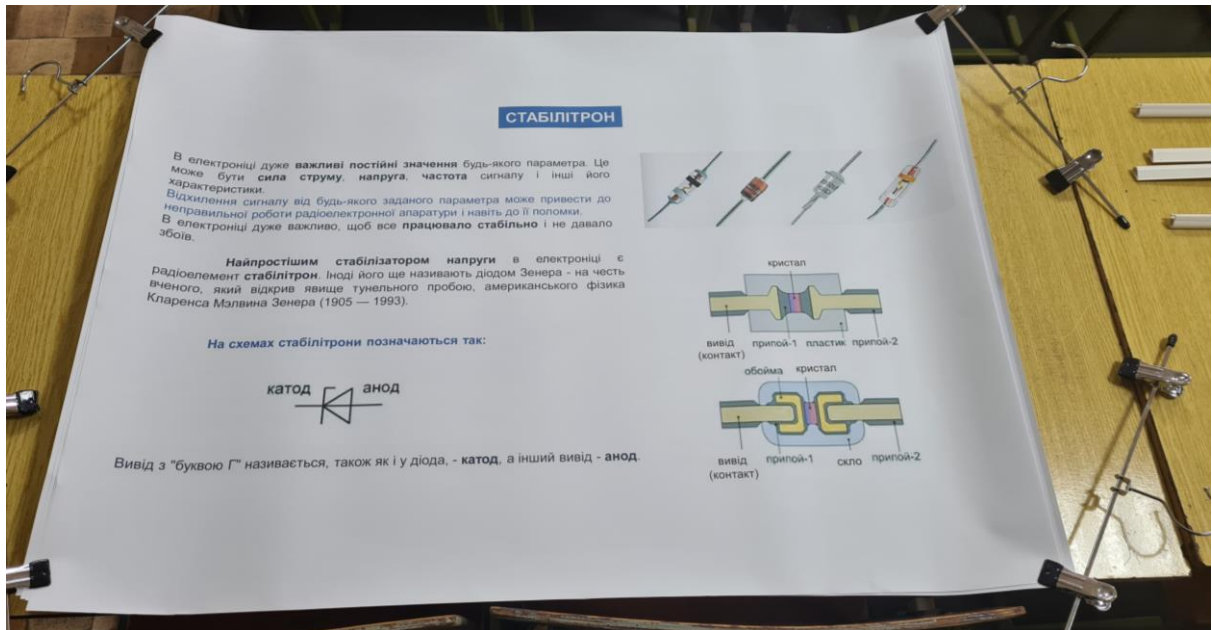 СТАБІЛІТРОН
В електроніці дуже важливі постійні значення будь-якого параметра. Це
може бути сила струму, напруга, частота сигналу і інші його
характеристики.
Відхилення сигналу від будь-якого заданого параметра може привести до
неправильної роботи радіоелектронної апаратури і навіть до її поломки.
В електроніці дуже важливо, щоб все працювало стабільно і не давало
збоїв.
Найпростішим стабілізатором напруги в електроніці є
радіоелемент стабілітрон. Іноді його ще називають діодом Зенера - на честь
вченого, який відкрив явище тунельного пробою, американського фізика
Кларенса Мэлвина Зенера (1905 — 1993).
На схемах стабілітрони позначаються так:
катод анод
Вивід з "буквою Г" називається, також як і у діода, - катод, а інший вивід - анод.
кристал
вивід припой-1 пластик припой-2
(контакт)
обойма кристал
вивід припой-1 скло припой-2
(контакт)